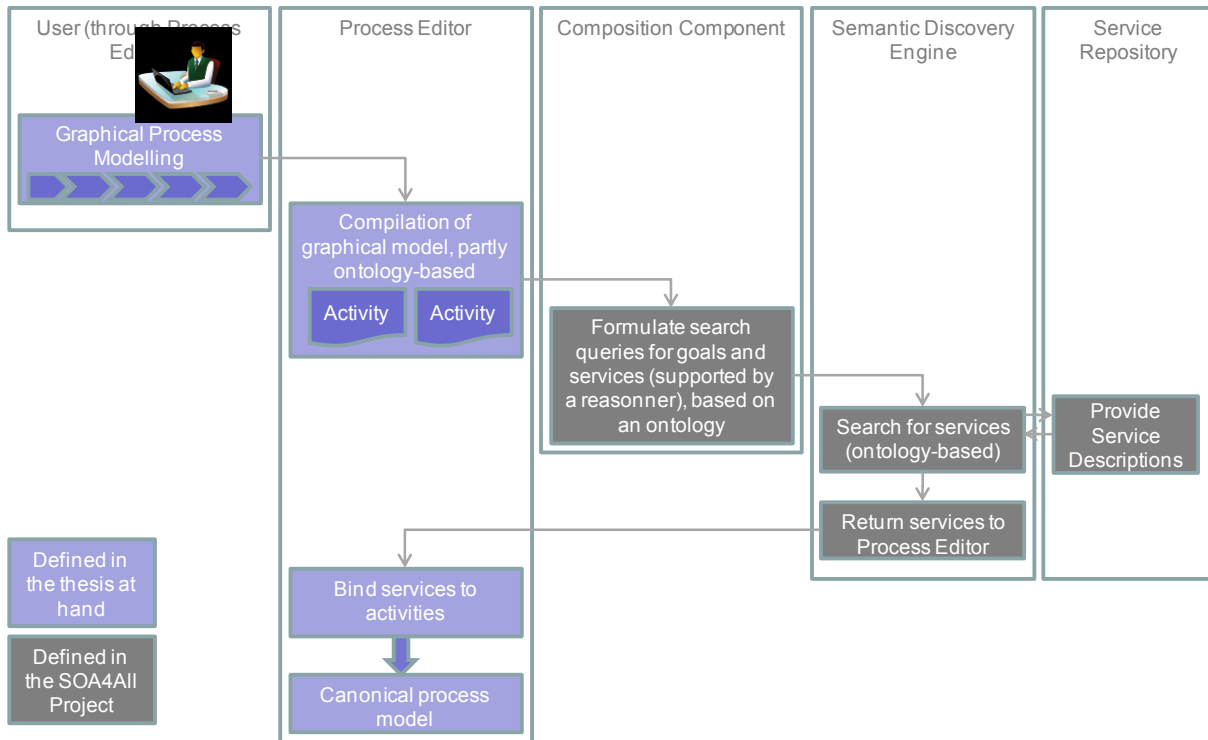 User (through Process
Ed
Process Editor
Composition Component
Semantic Discovery
Engine
Service
Repository
Graphical Process
Modelling
Compilation of
graphical model, partly
ontology-based
Activity
Activity
Formulate search
queries for goals and
services (supported by
a reasonner), based on
an ontology
Search for services
(ontology-based)
Provide
Service
Descriptions
Return services to
Process Editor
Bind services to
activities
Canonical process
model
Defined in
the thesis at
hand
Defined in
the SOA4All
Project